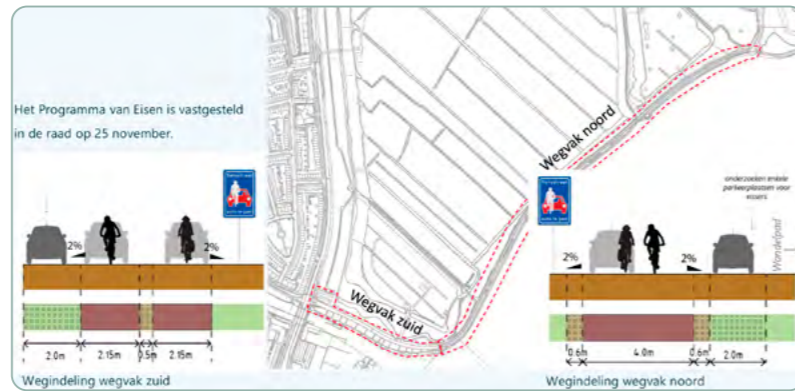 Het Programma van Eisen is vastgesteld
in de raad op 25 november.
2%
2%
2.0m
2.15m
0.5m
2.15m
Wegindeling wegvak zuid
Wegvak noord
Wegvak zuid
onderzoeken enkele
parkeerplaatsen voor
vissers
Wandelpad
2%
2%
0.6m
4.0m
0.6m
2.0m
Wegindeling wegvak noord